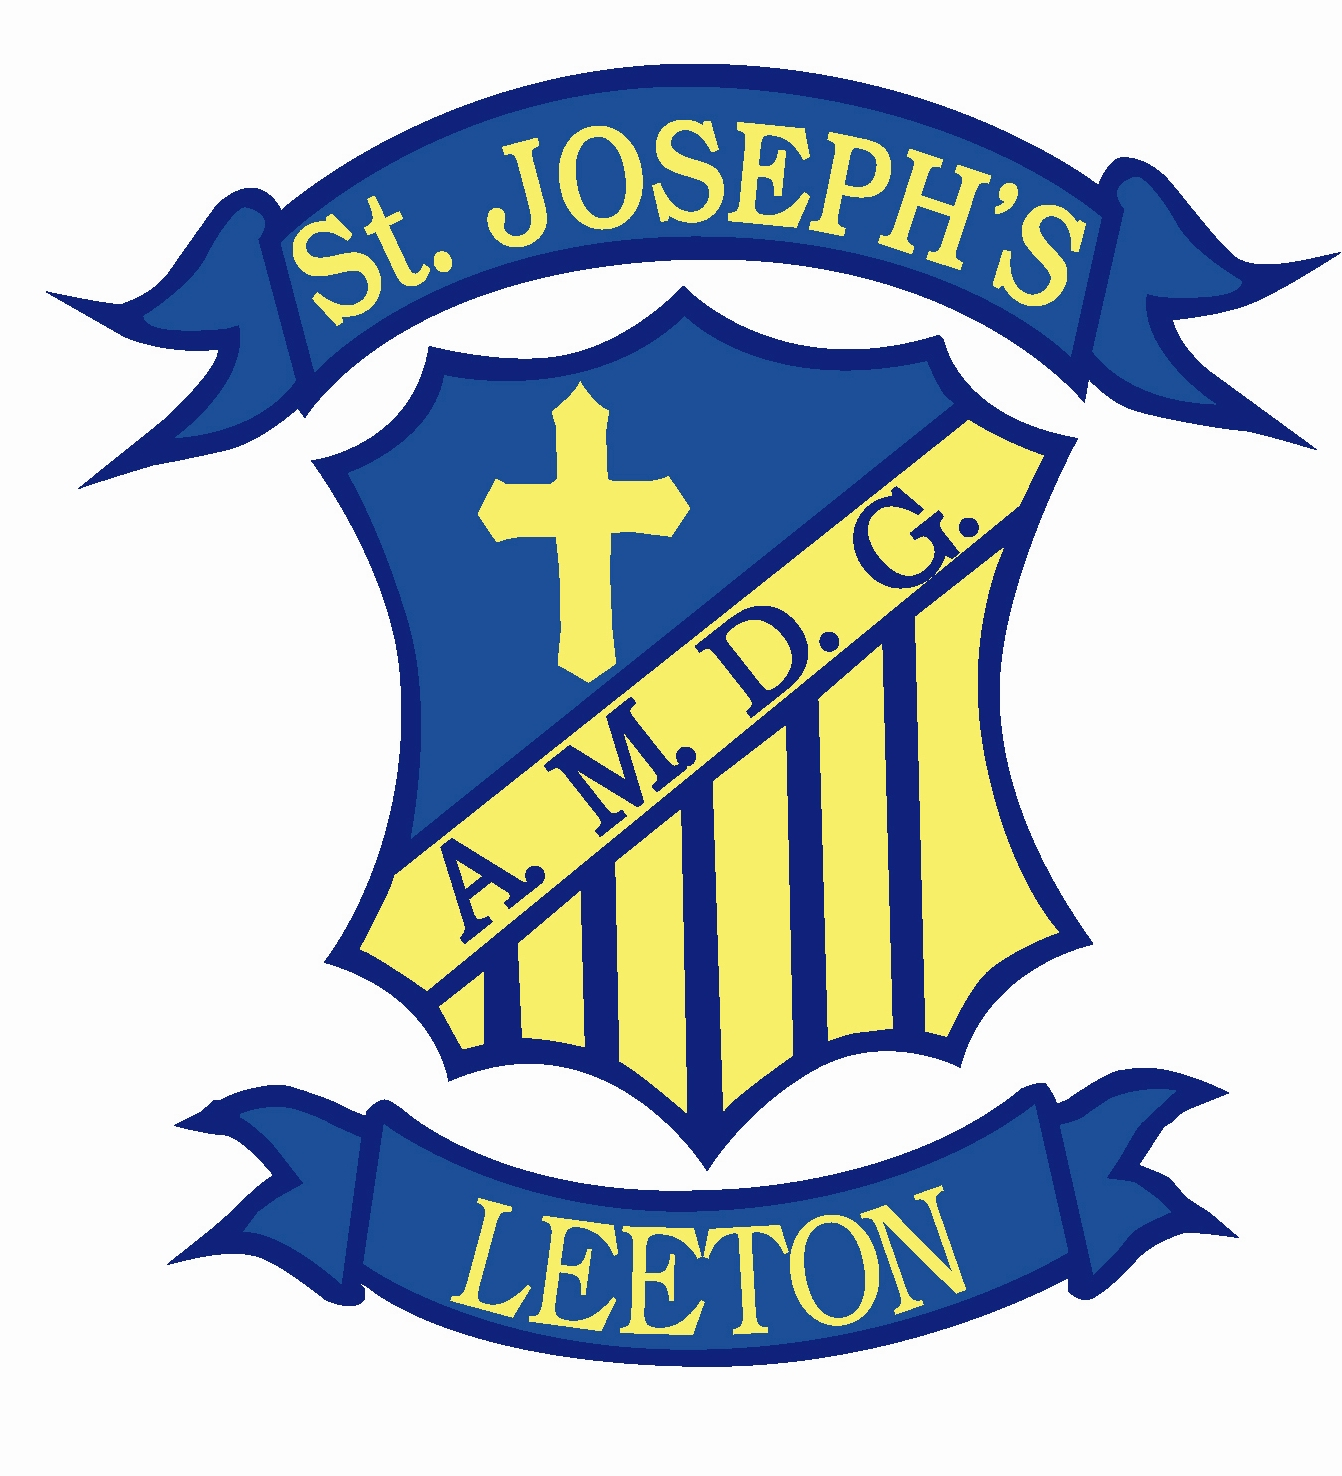 St. JOSEPH'S
A. M. D. G.
LEETON